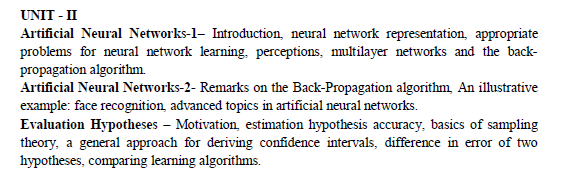 UNIT - II
Artificial Neural Networks-1– Introduction, neural network representation, appropriate
problems for neural network learning, perceptions, multilayer networks and the back-
propagation algorithm.
Artificial Neural Networks-2- Remarks on the Back-Propagation algorithm, An illustrative
example: face recognition, advanced topics in artificial neural networks.
Evaluation Hypotheses – Motivation, estimation hypothesis accuracy, basics of sampling
theory, a general approach for deriving confidence intervals, difference in error of two
hypotheses, comparing learning algorithms.